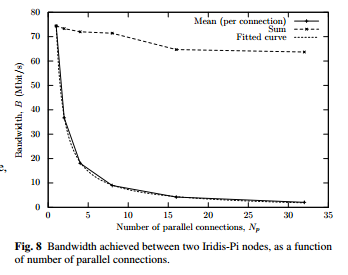 80
70
60
50
40
30
20
10
0
Bandwidth, B (Mbit/s)
Mean (per connection)
Sum
Fitted curve
0 5 10 15 20 25 30 35
Number of parallel connections, Np
Fig. 8 Bandwidth achieved between two Iridis-Pi nodes, as a function
of number of parallel connections.